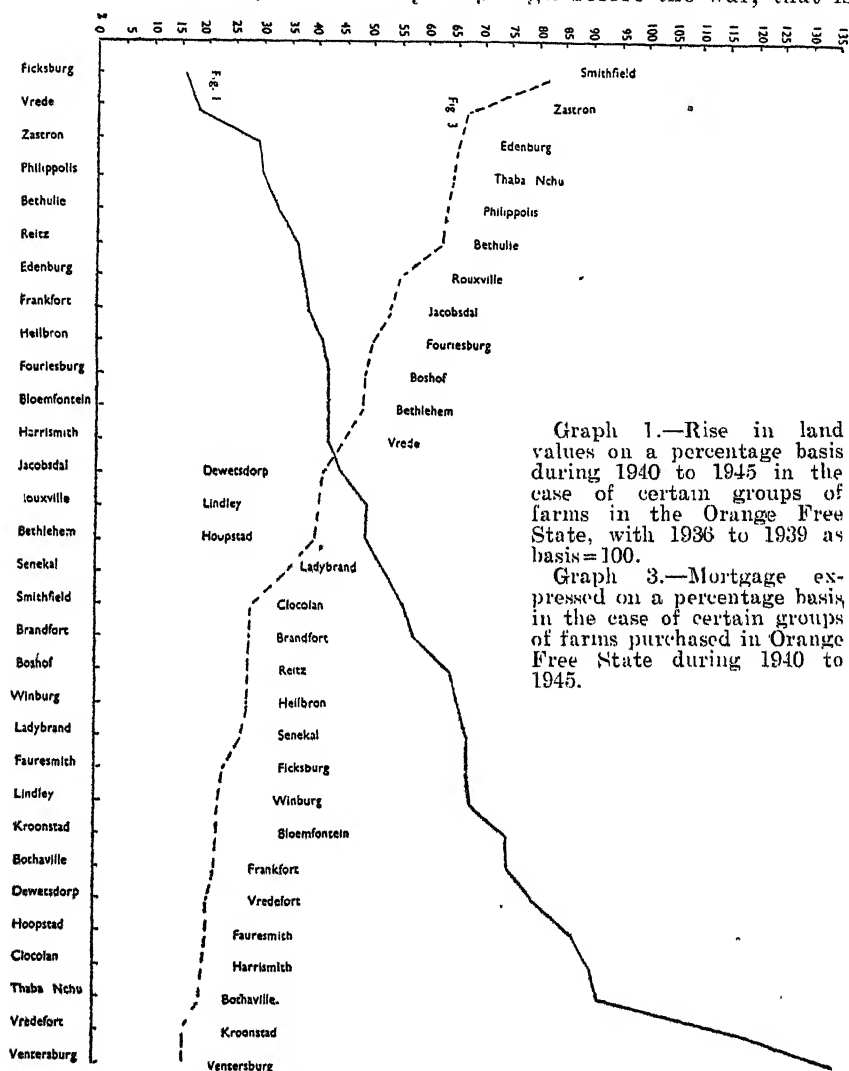 before the war, that is
0 15 20 25 30 35 40 45 50 55 60 65 70 75 80 85 90 95 100 105 110 115 120 125 130 135
Fig. 1
Fig 3
Ficksburg
Vrede
Zastron
Philippolis
Bethulie
Reitz
Edenburg
Frankfort
Heilbron
Fouriesburg
Bloemfontein
Harrismith
Jacobsdal
louxville
Bethlehem
Senekal
Smithfield
Brandfort
Boshof
Winburg
Ladybrand
Fauresmith
Lindley
Kroonstad
Bothaville
Dewetsdorp
Hoopstad
Clocolan
Thaba Nchu
Vredefort
Ventersburg
Smithfield
Zastron
Edenburg
Thaba Nchu
Philippolis
Bethulie
Rouxville
Jacobsdal
Fouriesburg
Boshof
Bethlehem
Vrede
Dewetsdorp
Lindley
Hoopstad
Ladybrand
Clocolan
Brandfort
Reitz
Heilbron
Senekal
Ficksburg
Winburg
Bloemfontein
Frankfort
Vredefort
Fauresmith
Harrismith
Bothaville.
Kroonstad
Ventersburg
Graph 1.—Rise in land
values on a percentage basis
during 1940 to 1945 in the
case of certain groups of
farms in the Orange Free
State, with 1936 to 1939 as
basis=100.
Graph 3.—Mortgage ex-
pressed on a percentage basis,
in the case of certain groups
of farms purchased in Orange
Free State during 1940 to
1945.